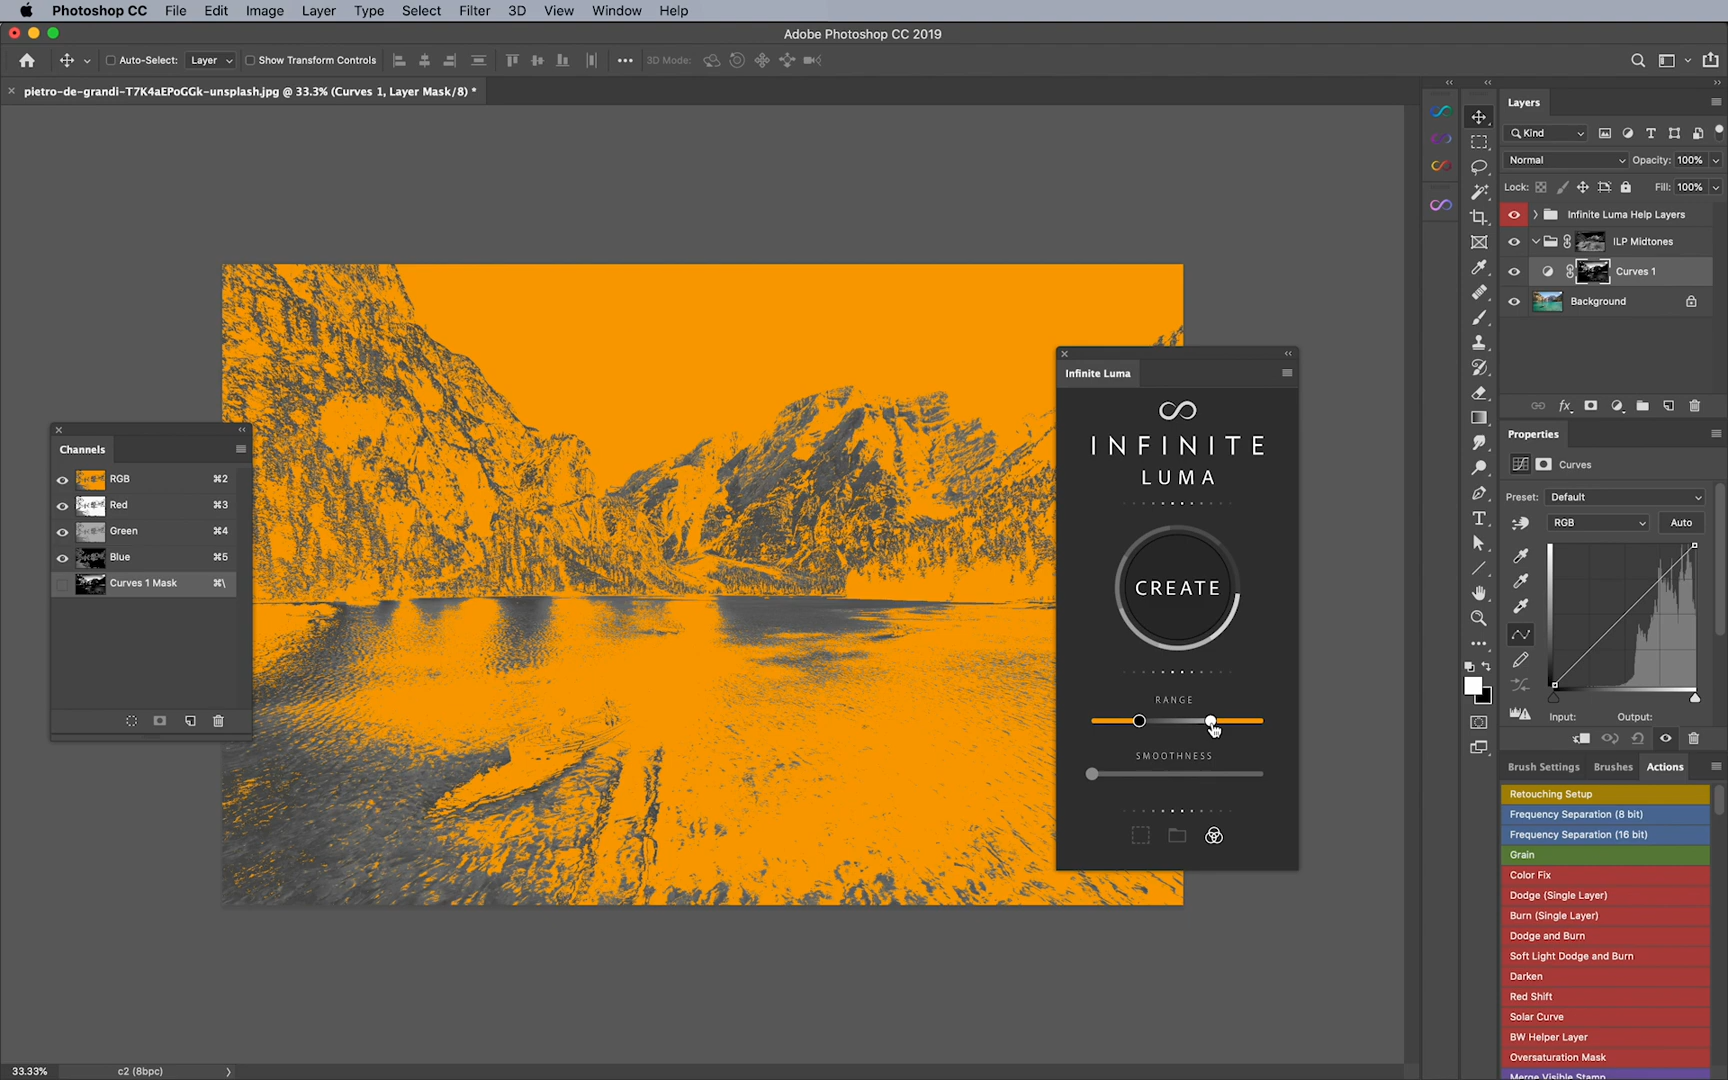 Photoshop CC File Edit Image Layer Type Select Filter 3D View Window Help
Adobe Photoshop CC 2019
Auto-Select: Layer Show Transform Controls 3D Mode:
pietro-de-grandi-T7K4aEPoGGk-unsplash.jpg @ 33.3% (Curves 1, Layer Mask/8) *
Channels
RGB ⌘2
Red ⌘3
Green ⌘4
Blue ⌘5
Curves 1 Mask ⌘\
Infinite Luma
INFINITE
LUMA
CREATE
RANGE
SMOOTHNESS
Layers
Kind
Normal Opacity: 100%
Lock: Fill: 100%
Infinite Luma Help Layers
ILP Midtones
Curves 1
Background
fx
Properties
Curves
Preset: Default
RGB Auto
Input: Output:
Brush Settings Brushes Actions
Retouching Setup
Frequency Separation (8 bit)
Frequency Separation (16 bit)
Grain
Color Fix
Dodge (Single Layer)
Burn (Single Layer)
Dodge and Burn
Soft Light Dodge and Burn
Darken
Red Shift
Solar Curve
BW Helper Layer
Oversaturation Mask
Merge Visible Stamp
33.33% c2 (8bpc)